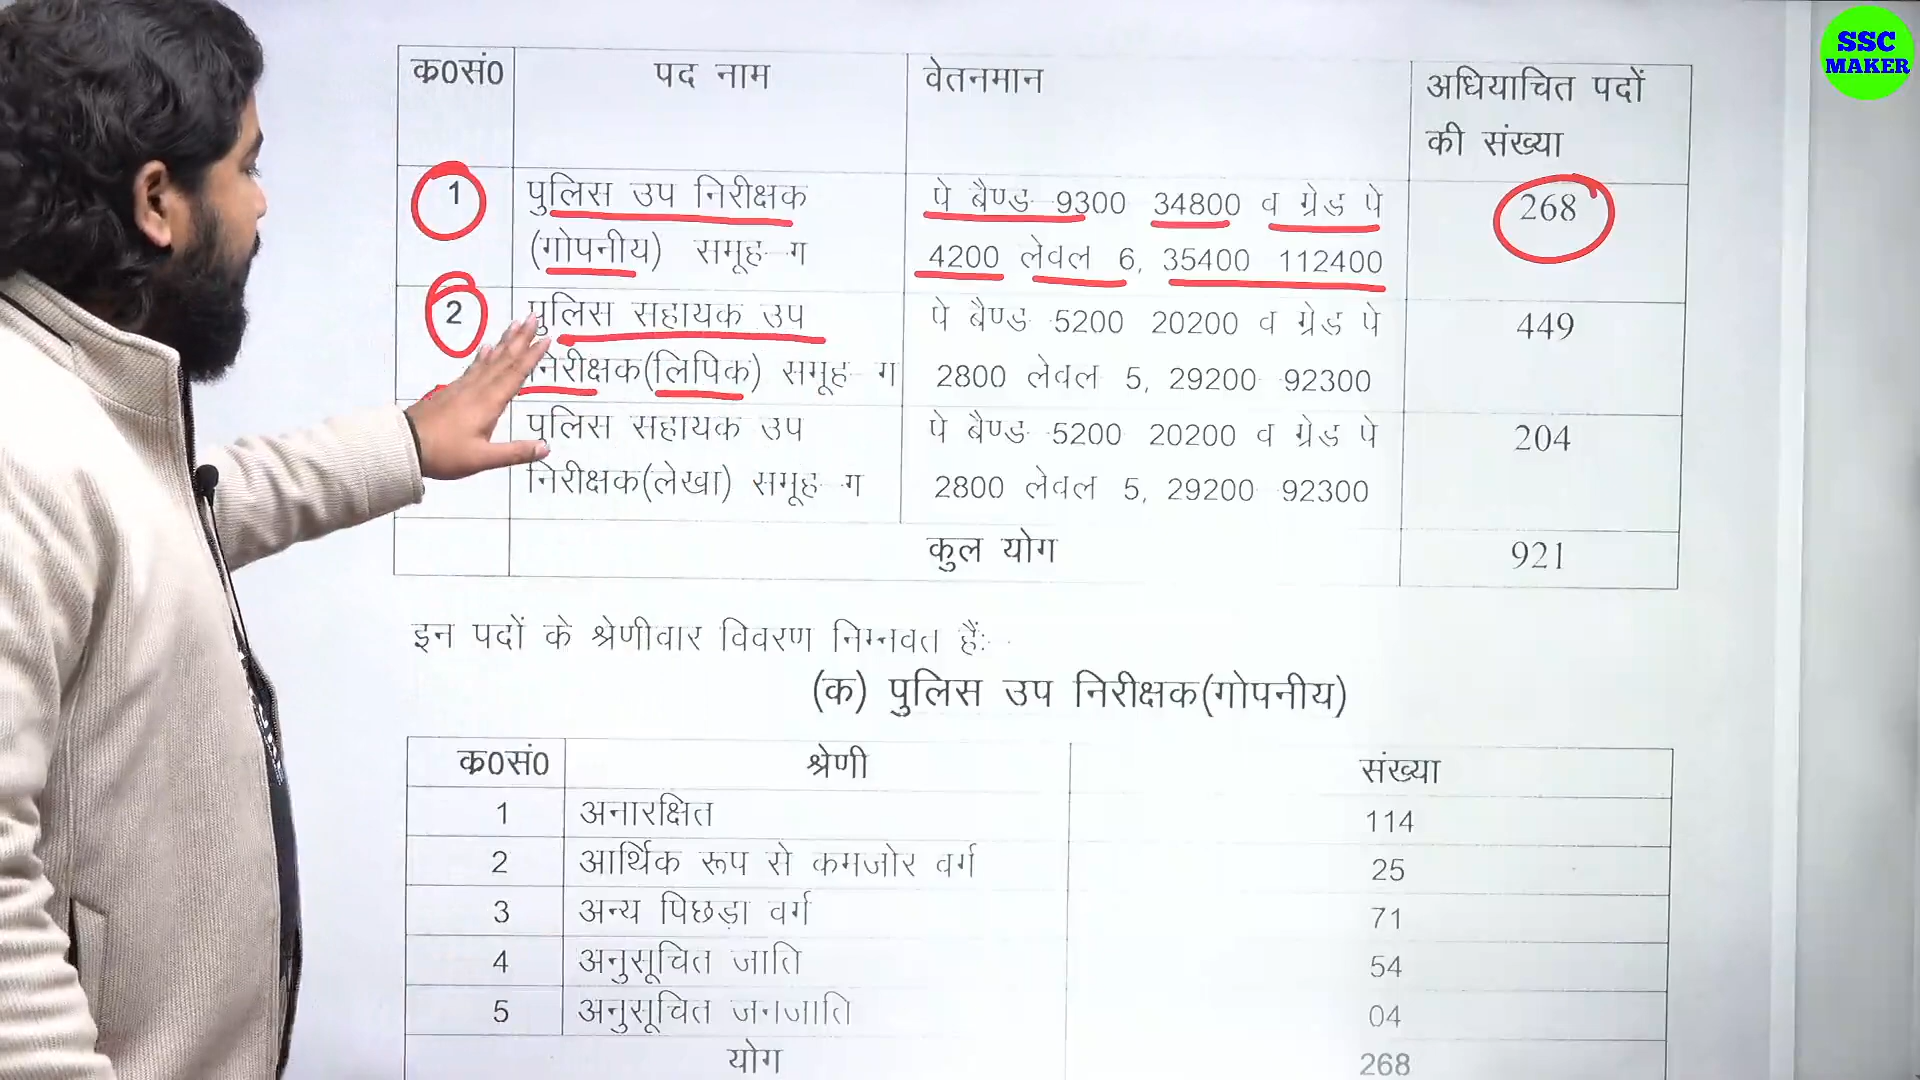 SSC
MAKER
क0सं0 पद नाम वेतनमान अधियाचित पदों
की संख्या
1 पुलिस उप निरीक्षक पे बैण्ड 9300 34800 व ग्रेड पे 268
(गोपनीय) समूह ग 4200 लेवल 6, 35400 112400
2 पुलिस सहायक उप पे बैण्ड 5200 20200 व ग्रेड पे 449
निरीक्षक(लिपिक) समूह ग 2800 लेवल 5, 29200 92300
पुलिस सहायक उप पे बैण्ड 5200 20200 व ग्रेड पे 204
निरीक्षक(लेखा) समूह ग 2800 लेवल 5, 29200 92300
कुल योग 921
इन पदों के श्रेणीवार विवरण निम्नवत हैंः
(क) पुलिस उप निरीक्षक(गोपनीय)
क0सं0 श्रेणी संख्या
1 अनारक्षित 114
2 आर्थिक रूप से कमजोर वर्ग 25
3 अन्य पिछड़ा वर्ग 71
4 अनुसूचित जाति 54
5 अनुसूचित जनजाति 04
योग 268